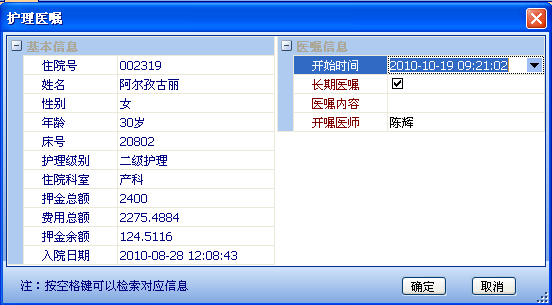 护理医嘱
基本信息
住院号 002319
姓名 阿尔孜古丽
性别 女
年龄 30岁
床号 20802
护理级别 二级护理
住院科室 产科
押金总额 2400
费用总额 2275.4884
押金余额 124.5116
入院日期 2010-08-28 12:08:43
医嘱信息
开始时间 2010-10-19 09:21:02
长期医嘱
医嘱内容
开嘱医师 陈辉
注：按空格键可以检索对应信息
确定
取消